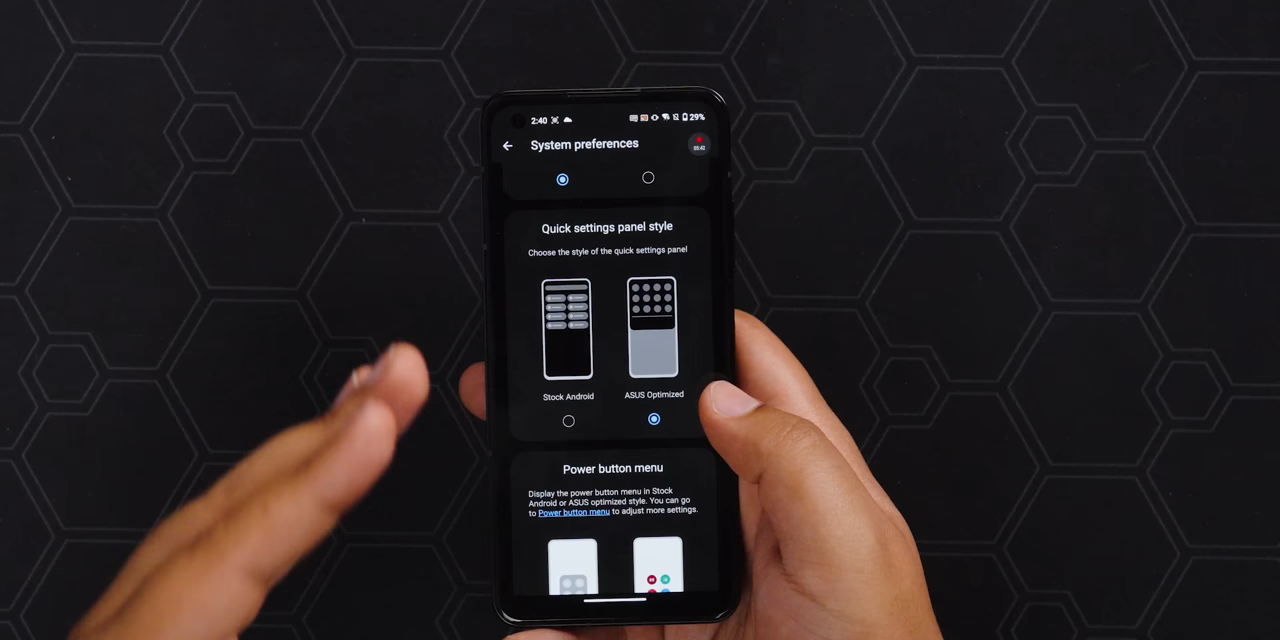 2:40 29%
System preferences
03:42
Quick settings panel style
Choose the style of the quick settings panel
Stock Android ASUS Optimized
Power button menu
Display the power button menu in Stock
Android or ASUS optimized style. You can go
to Power button menu to adjust more settings.